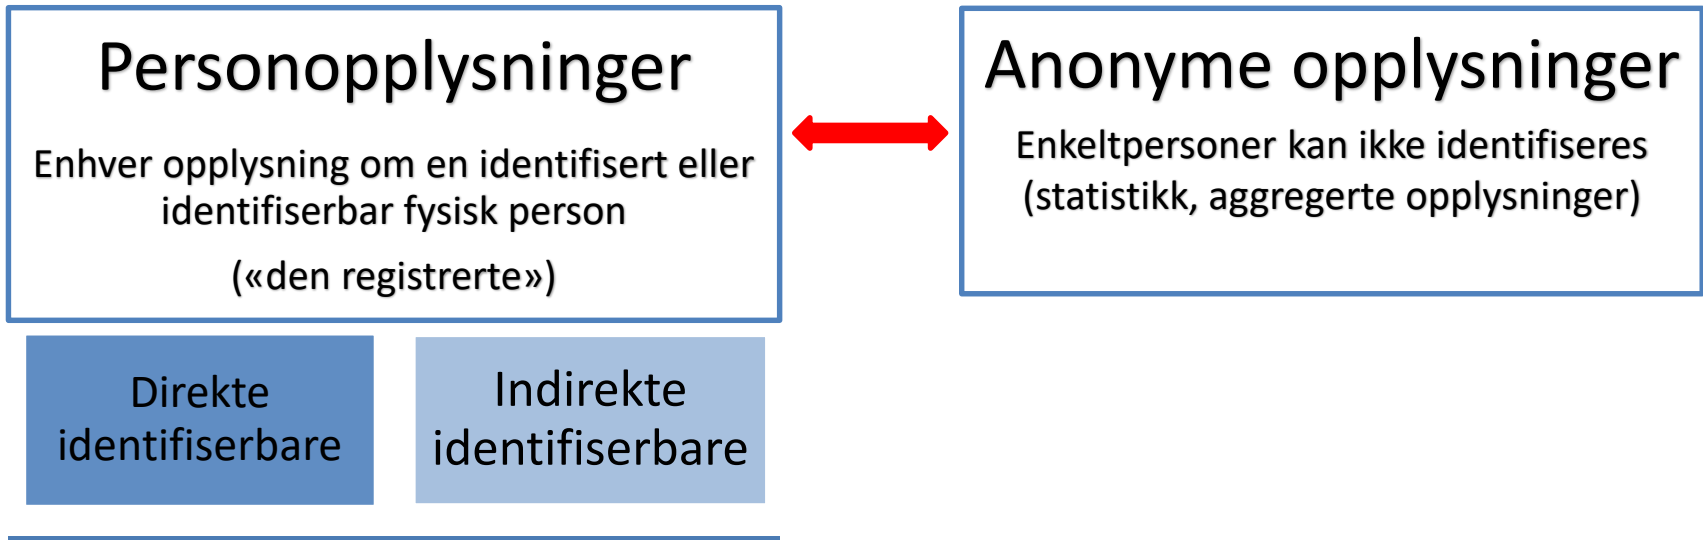 Personopplysninger
Enhver opplysning om en identifisert eller
identifiserbar fysisk person
(«den registrerte»)
Anonyme opplysninger
Enkeltpersoner kan ikke identifiseres
(statistikk, aggregerte opplysninger)
Direkte
identifiserbare
Indirekte
identifiserbare